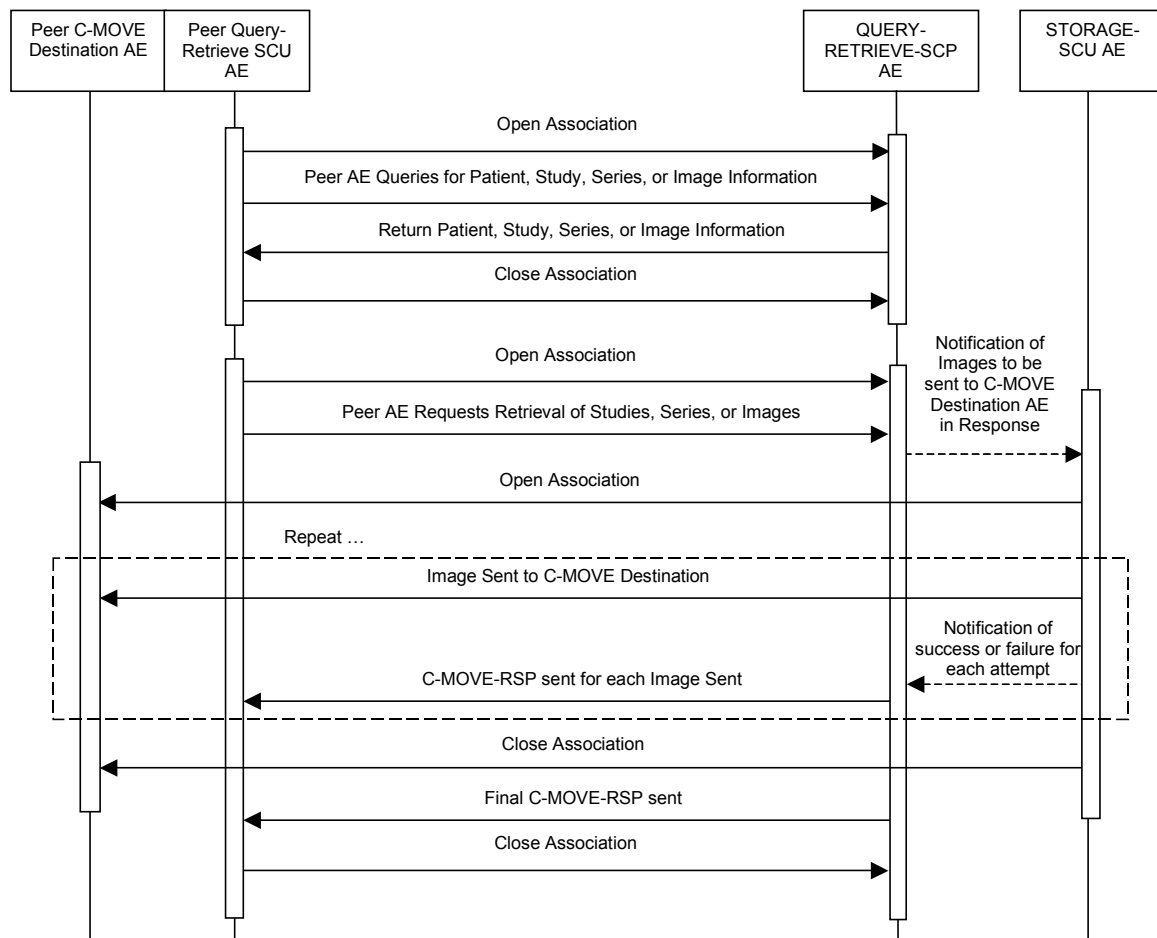 Peer C-MOVE
Destination AE
Peer Query-
Retrieve SCU
AE
QUERY-
RETRIEVE-SCP
AE
STORAGE-
SCU AE
Open Association
Peer AE Queries for Patient, Study, Series, or Image Information
Return Patient, Study, Series, or Image Information
Close Association
Open Association
Peer AE Requests Retrieval of Studies, Series, or Images
Notification of
Images to be
sent to C-MOVE
Destination AE
in Response
Open Association
Repeat …
Image Sent to C-MOVE Destination
Notification of
success or failure for
each attempt
C-MOVE-RSP sent for each Image Sent
Close Association
Final C-MOVE-RSP sent
Close Association